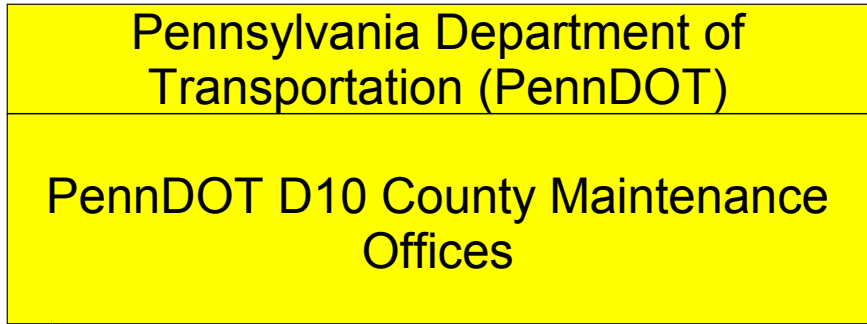 Pennsylvania Department of
Transportation (PennDOT)
PennDOT D10 County Maintenance
Offices